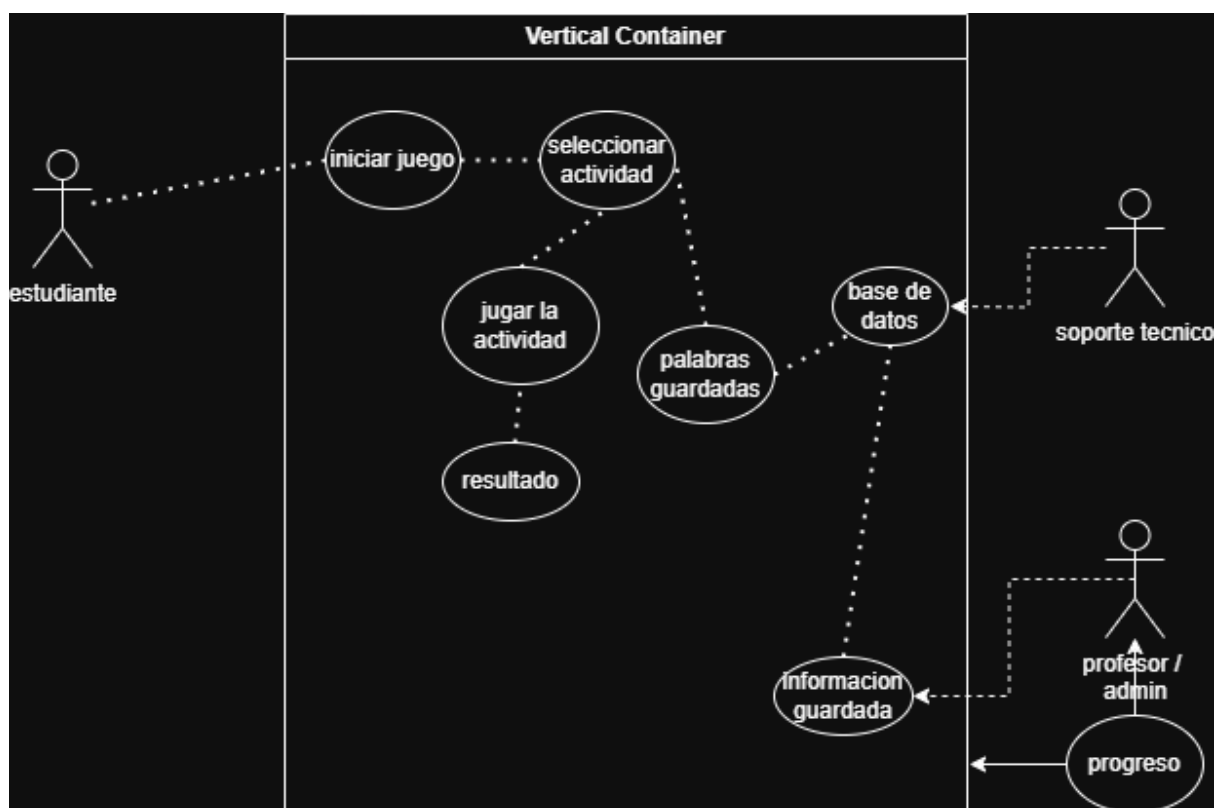 Vertical Container
iniciar juego
seleccionar
actividad
estudiante
jugar la
actividad
base de
datos
soporte tecnico
palabras
guardadas
resultado
profesor /
admin
informacion
guardada
progreso